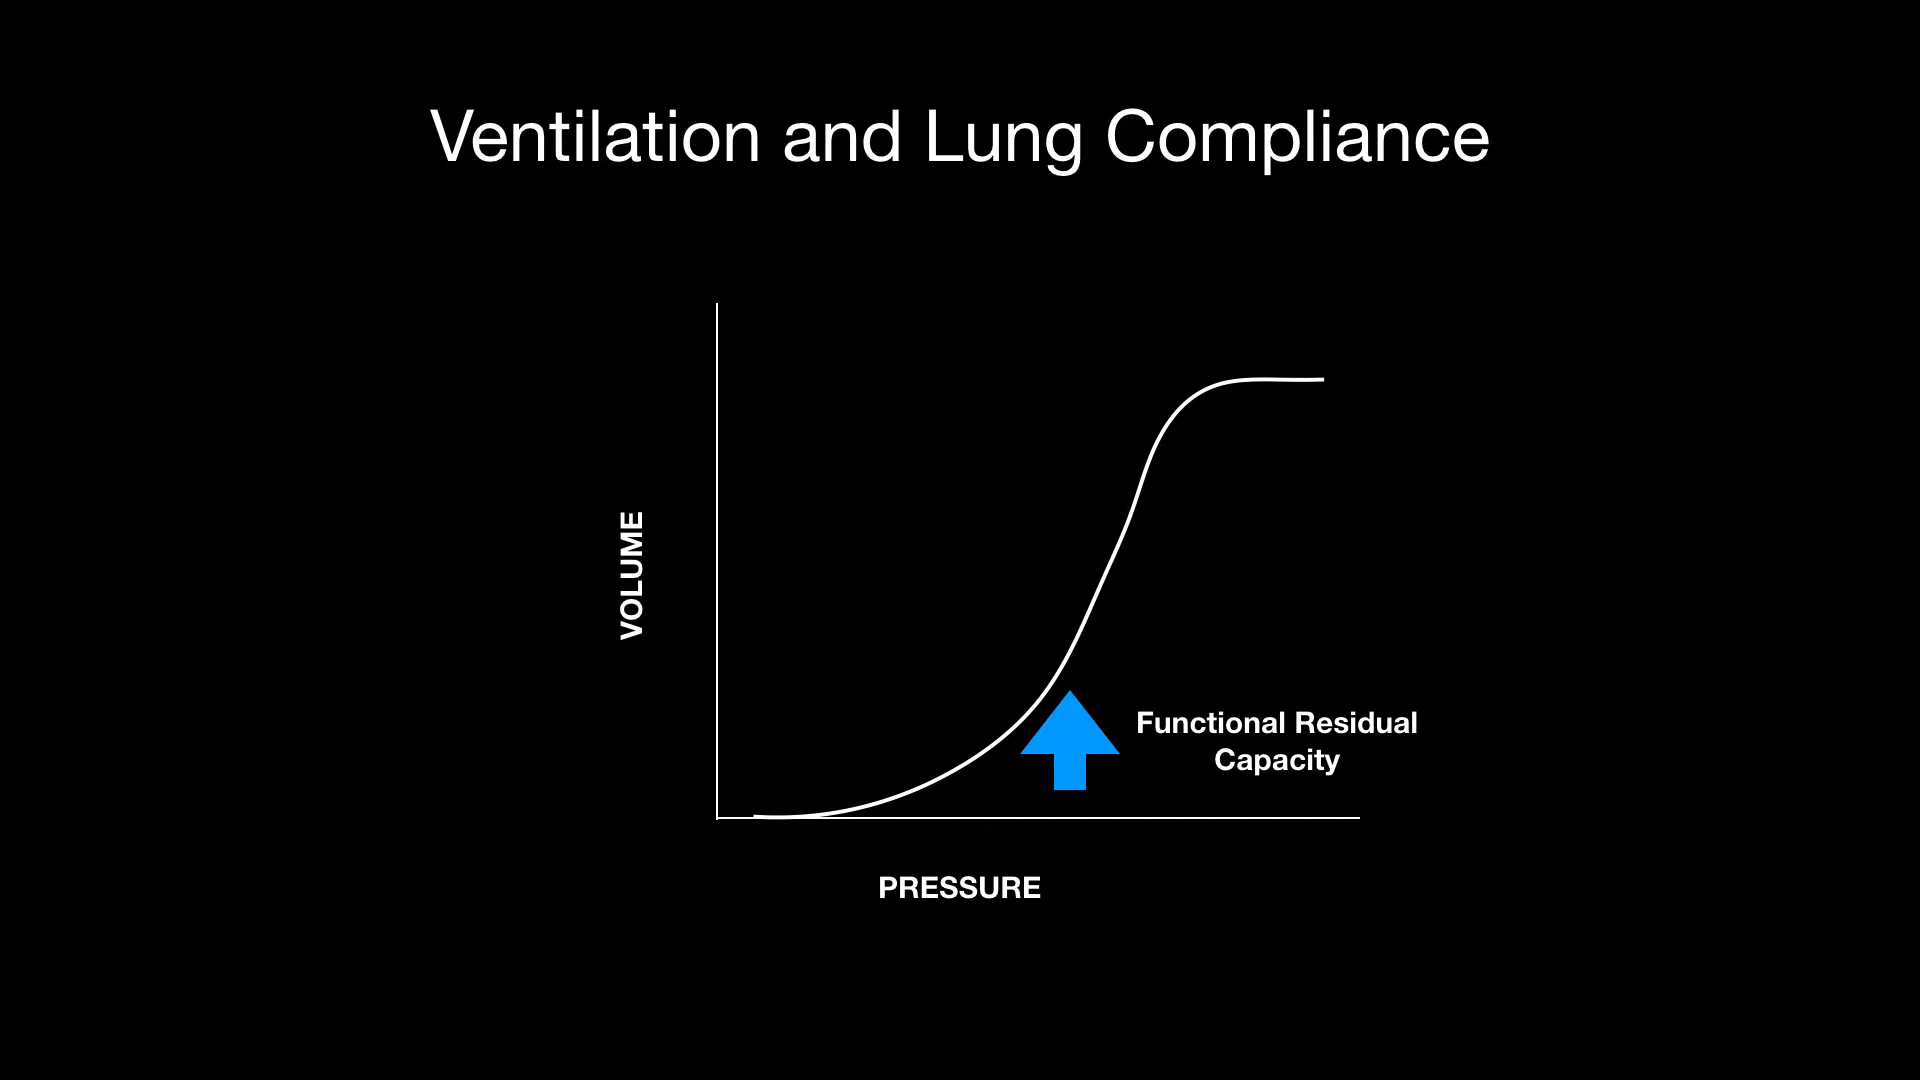 Ventilation and Lung Compliance
VOLUME
Functional Residual
Capacity
PRESSURE